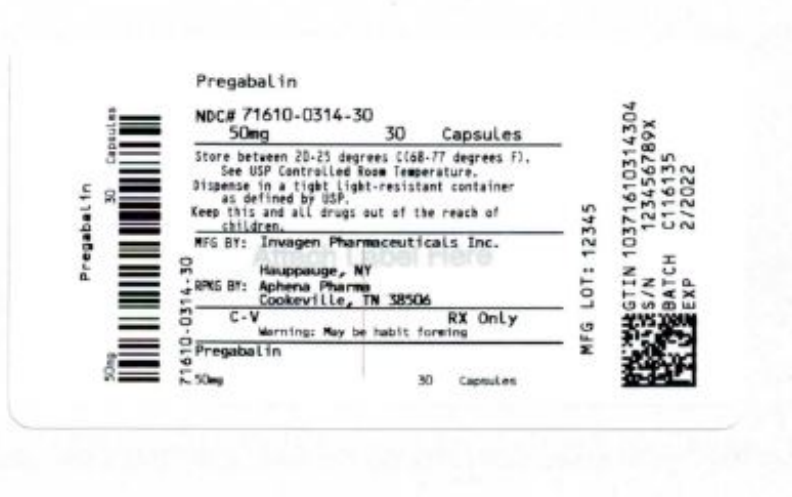 Pregabalin
NDC# 71610-0314-30
50mg 30 Capsules
Store between 20-25 degrees C(68-77 degrees F).
See USP Controlled Room Temperature.
Dispense in a tight light-resistant container
as defined by USP.
Keep this and all drugs out of the reach of
children.
MFG BY: Invagen Pharmaceuticals Inc.
Attach Label Here
Hauppauge, NY
RPKG BY: Aphena Pharma
Cookeville, TN 38506
C-V RX Only
Warning: May be habit forming
Pregabalin
50mg 30 Capsules
Pregabalin
50mg 30 Capsules
71610-0314-30
MFG LOT: 12345
GTIN 10371610314304
S/N 123456789X
BATCH C116135
EXP 2/2022